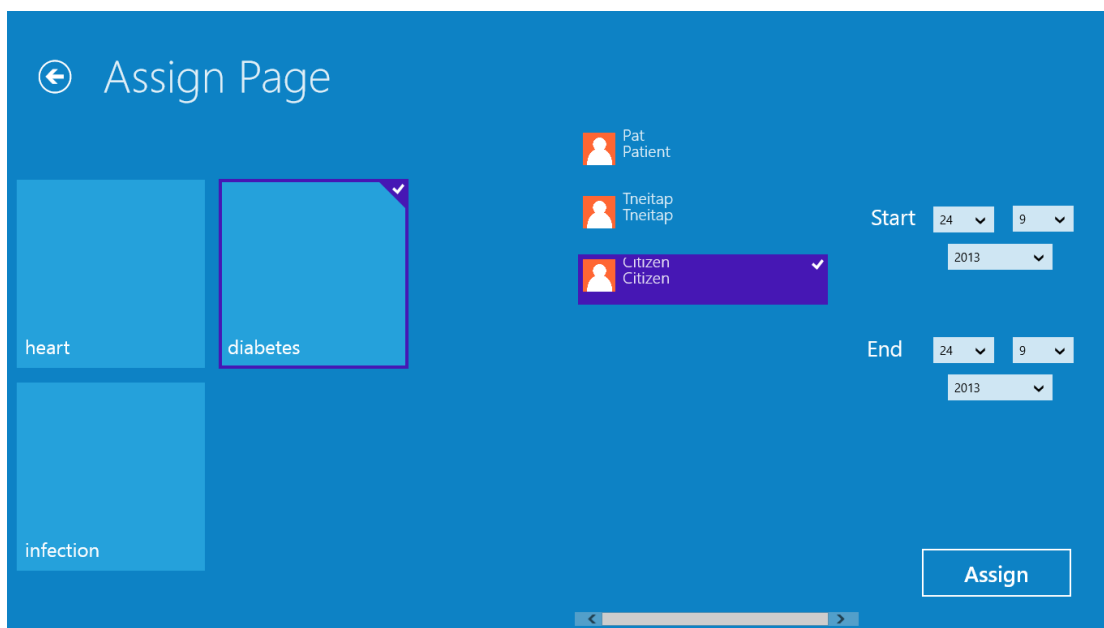 Assign Page
heart
diabetes
infection
Pat
Patient
Tneitap
Tneitap
Citizen
Citizen
Start
24
9
2013
End
24
9
2013
Assign